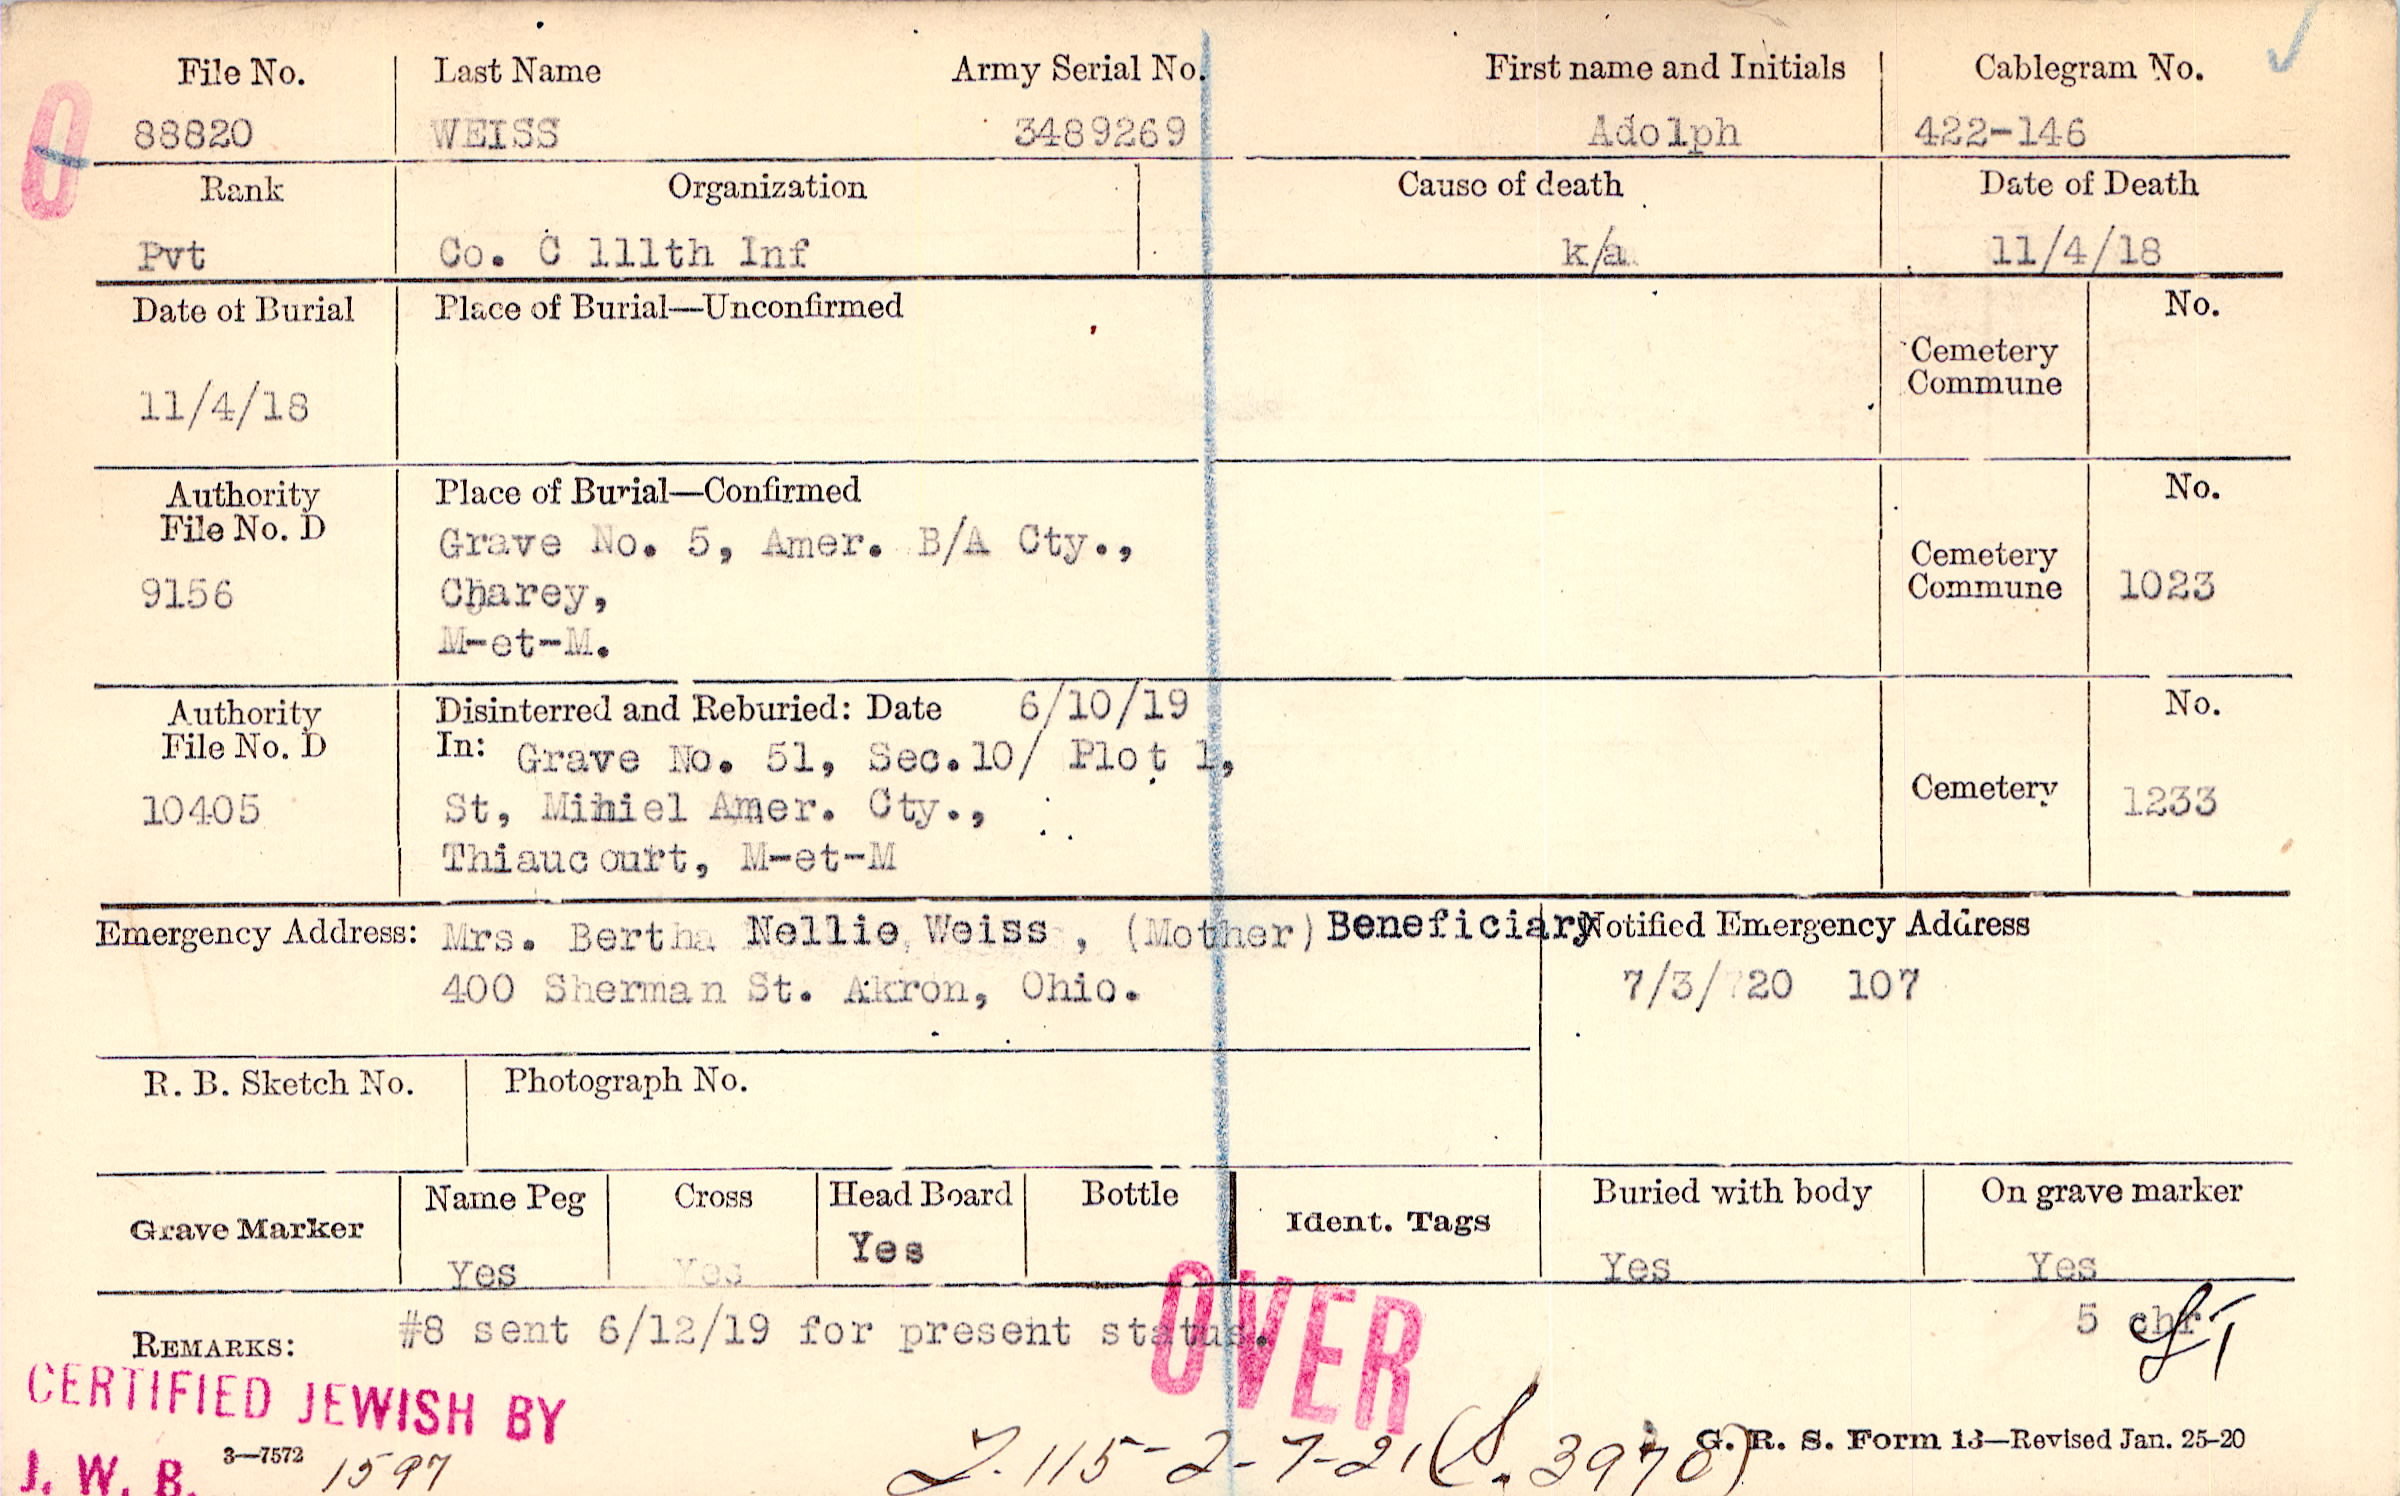 File No. Last Name Army Serial No. First name and Initials Cablegram No.
88820 WEISS 3489269 Adolph 422-146
Rank Organization Cause of death Date of Death
Pvt Co. C 111th Inf k/a 11/4/18
Date of Burial Place of Burial—Unconfirmed No.
Cemetery
Commune
11/4/18
Authority Place of Burial—Confirmed No.
File No. D
Grave No. 5, Amer. B/A Cty.,
Cemetery
9156 Charey, Commune 1023
M-et-M.
Authority Disinterred and Reburied: Date 6/10/19 No.
File No. D In: Grave No. 51, Sec.10/ Plot 1,
10405 St, Mihiel Amer. Cty., Cemetery 1233
Thiaucourt, M-et-M
Emergency Address: Mrs. Bertha Nellie Weiss, (Mother) Beneficiary Notified Emergency Address
400 Sherman St. Akron, Ohio. 7/3/20 107
R. B. Sketch No. Photograph No.
Grave Marker Name Peg Cross Head Board Bottle Ident. Tags Buried with body On grave marker
Yes Yes Yes Yes Yes
REMARKS: #8 sent 6/12/19 for present status. 5 chr
OVER
CERTIFIED JEWISH BY
J. W. B. 3—7572 1597 115-2-7-21 (S. 3978) G. R. S. Form 13—Revised Jan. 25-20